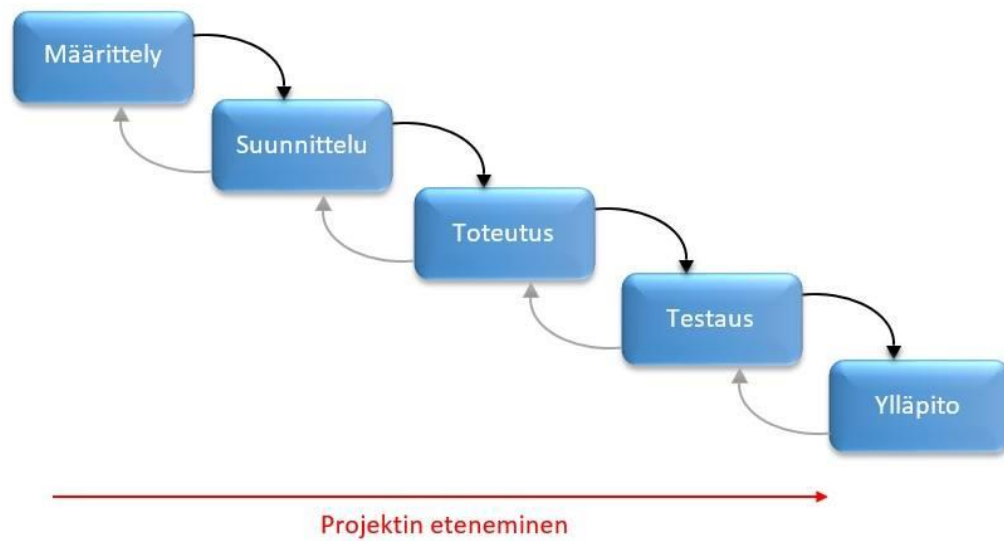 Määrittely
Suunnittelu
Toteutus
Testaus
Ylläpito
Projektin eteneminen